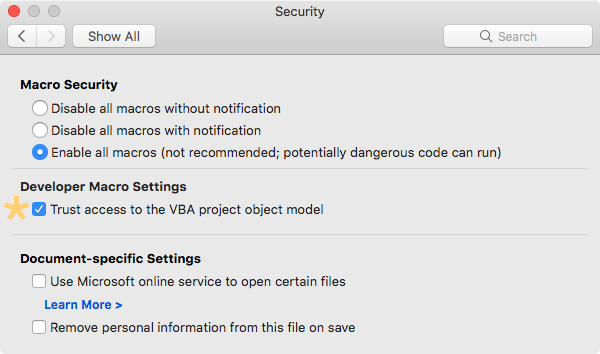 Security
Show All
Search
Macro Security
Disable all macros without notification
Disable all macros with notification
Enable all macros (not recommended; potentially dangerous code can run)
Developer Macro Settings
Trust access to the VBA project object model
Document-specific Settings
Use Microsoft online service to open certain files
Learn More >
Remove personal information from this file on save